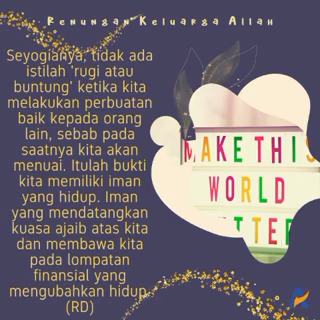 Renungan Keluarga Allah
Seyogianya, tidak ada
istilah 'rugi atau
buntung' ketika kita
melakukan perbuatan
baik kepada orang
lain, sebab pada
saatnya kita akan
menuai. Itulah bukti
kita memiliki iman
yang hidup. Iman
yang mendatangkan
kuasa ajaib atas kita
dan membawa kita
pada lompatan
finansial yang
mengubahkan hidup.
(RD)
MAKE THIS
WORLD
ETTER